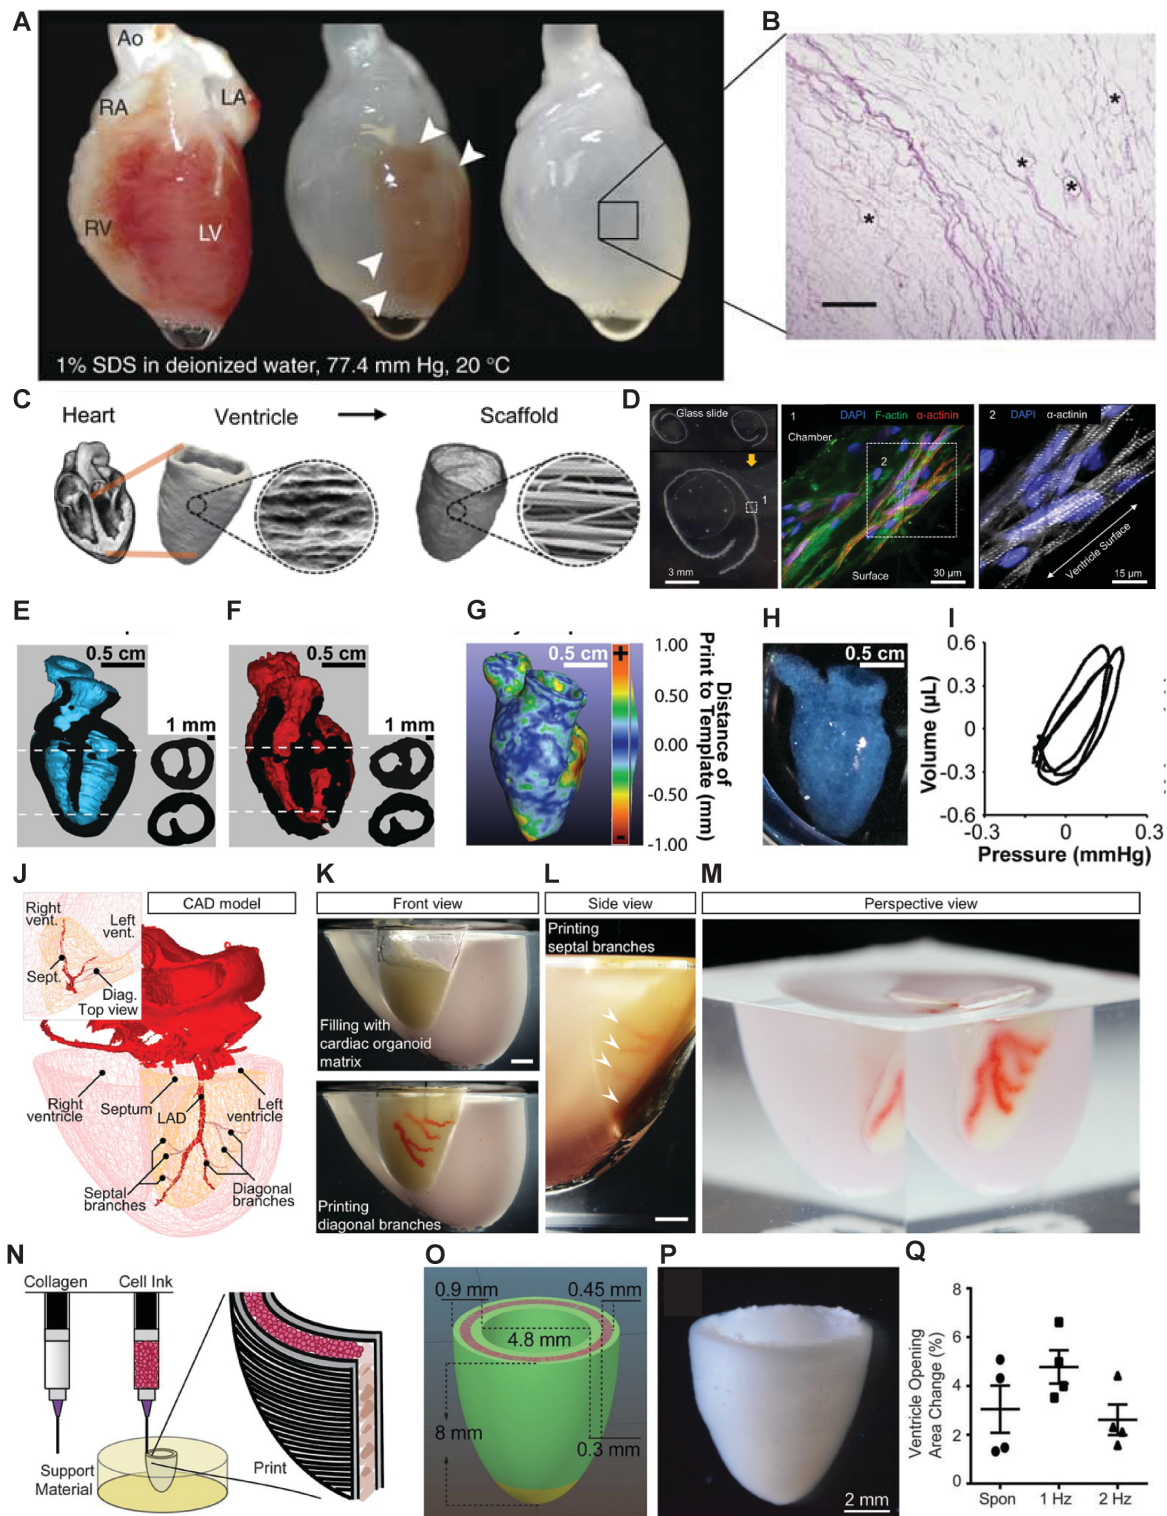 A
Ao
RA
LA
RV
LV
1% SDS in deionized water, 77.4 mm Hg, 20 °C
B
*
*
*
*
C
Heart
Ventricle
Scaffold
D
Glass slide
1
3 mm
1
DAPI F-actin α-actinin
Chamber
2
Surface
30 µm
2
DAPI α-actinin
Ventricle Surface
15 µm
E
0.5 cm
1 mm
F
0.5 cm
1 mm
G
0.5 cm
+
-
1.00
0.50
0.00
-0.50
-1.00
Distance of
Print to Template (mm)
H
0.5 cm
I
Volume (µL)
0.6
0.3
0
-0.3
-0.6
-0.3
0
0.3
Pressure (mmHg)
J
CAD model
Right
vent.
Left
vent.
Sept.
Diag.
Top view
Right
ventricle
Septum
LAD
Left
ventricle
Septal
branches
Diagonal
branches
K
Front view
Filling with
cardiac organoid
matrix
Printing
diagonal branches
L
Side view
Printing
septal branches
M
Perspective view
N
Collagen
Cell Ink
Support
Material
Print
O
0.9 mm
0.45 mm
4.8 mm
8 mm
0.3 mm
P
2 mm
Q
Ventricle Opening
Area Change (%)
8
6
4
2
0
Spon
1 Hz
2 Hz